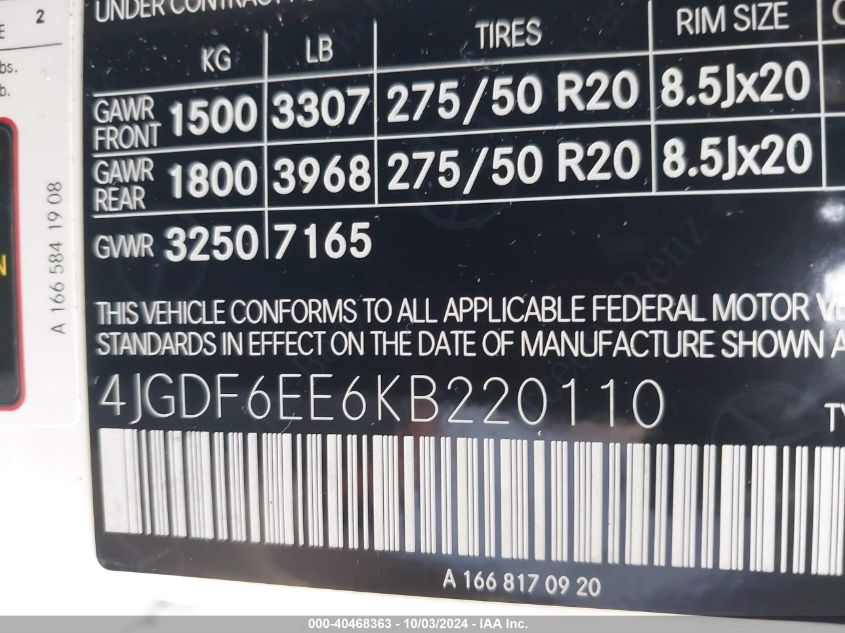 UNDER CONTRACT
2
KG LB TIRES RIM SIZE
GAWR FRONT 1500 3307 275/50 R20 8.5Jx20
GAWR REAR 1800 3968 275/50 R20 8.5Jx20
GVWR 3250 7165
THIS VEHICLE CONFORMS TO ALL APPLICABLE FEDERAL MOTOR VE
STANDARDS IN EFFECT ON THE DATE OF MANUFACTURE SHOWN A
4JGDF6EE6KB220110
TY
A 166 817 09 20
A 166 584 19 08
bs.
b.
N
000-40468363 - 10/03/2024 - IAA Inc.